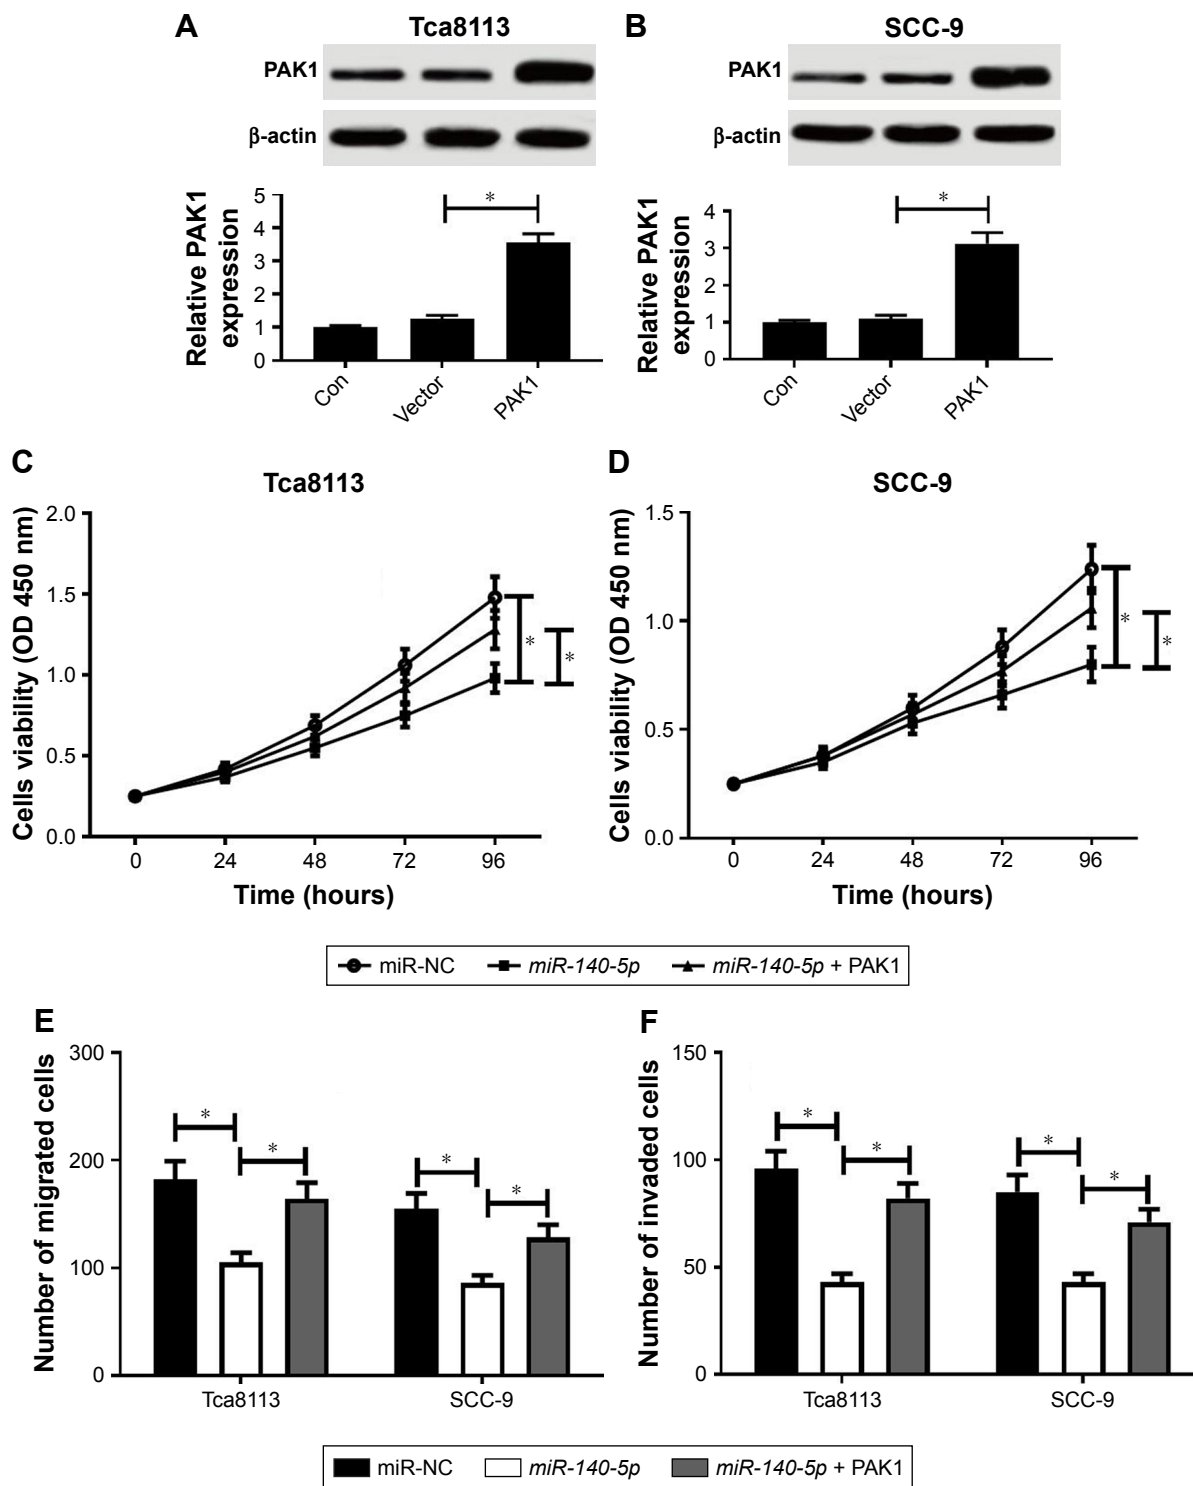 A Tca8113 B SCC-9
PAK1 PAK1
β-actin β-actin
Relative PAK1
expression
5
4
3
2
1
0
*
Con Vector PAK1
Relative PAK1
expression
4
3
2
1
0
*
Con Vector PAK1
C
Tca8113
Cells viability (OD 450 nm)
2.0
1.5
1.0
0.5
0.0
* *
0 24 48 72 96
Time (hours)
D
SCC-9
Cells viability (OD 450 nm)
1.5
1.0
0.5
0.0
* *
0 24 48 72 96
Time (hours)
miR-NC miR-140-5p miR-140-5p + PAK1
E
Number of migrated cells
300
200
100
0
* * * *
Tca8113 SCC-9
F
Number of invaded cells
150
100
50
0
* * * *
Tca8113 SCC-9
miR-NC miR-140-5p miR-140-5p + PAK1